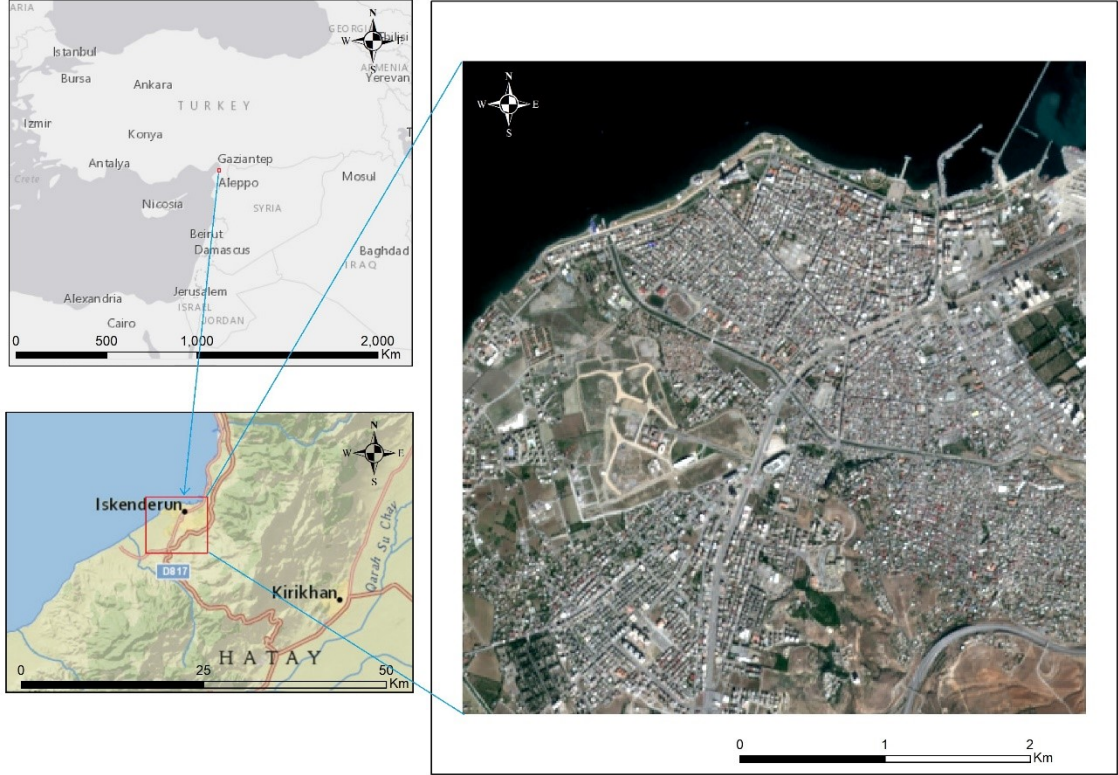 ARIA
GEORGIA
N
W
E
S
Tbilisi
Istanbul
ARMENIA
Bursa
Ankara
Yerevan
TURKEY
Izmir
Konya
Antalya
Gaziantep
Crete
Aleppo
Mosul
Nicosia
SYRIA
Beirut
Damascus
Baghdad
IRAQ
Jerusalem
Alexandria
ISRAEL
Cairo
JORDAN
0 500 1,000 2,000
Km
N
W E
S
Iskenderun
D817
Qarah Su Chay
Kirikhan
HATAY
0 25 50
Km
N
W E
S
0 1 2
Km